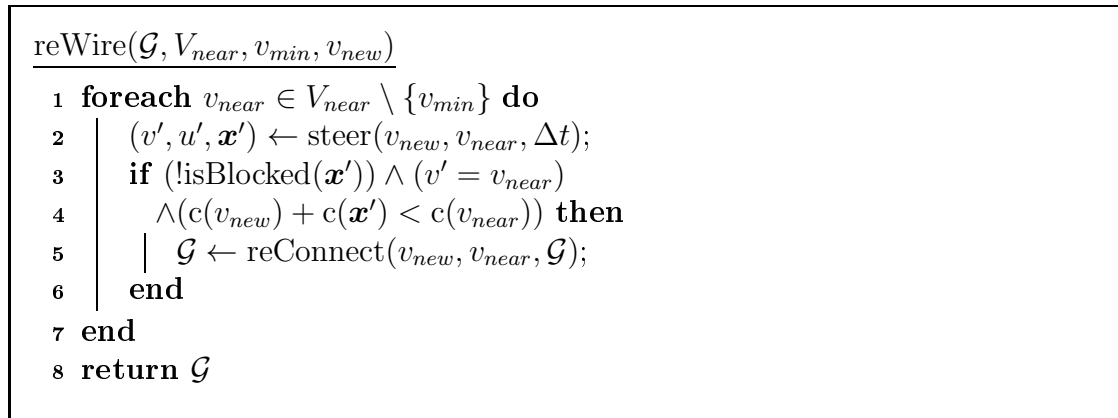 reWire(𝒢, V_near, v_min, v_new)
1 foreach v_near ∈ V_near \ {v_min} do
2 (v′, u′, 𝒙′) ← steer(v_new, v_near, Δt);
3 if (!isBlocked(𝒙′)) ∧ (v′ = v_near)
4 ∧(c(v_new) + c(𝒙′) < c(v_near)) then
5 𝒢 ← reConnect(v_new, v_near, 𝒢);
6 end
7 end
8 return 𝒢